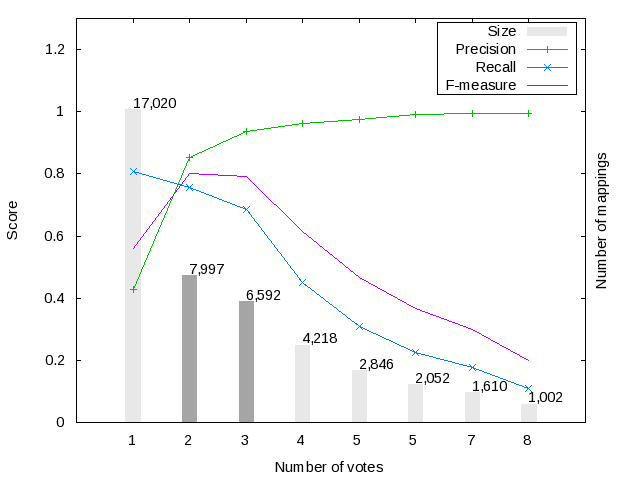 Size
Precision
Recall
F-measure
1.2
1
0.8
0.6
0.4
0.2
0
Score
Number of mappings
17,020
7,997
6,592
4,218
2,846
2,052
1,610
1,002
1 2 3 4 5 5 7 8
Number of votes